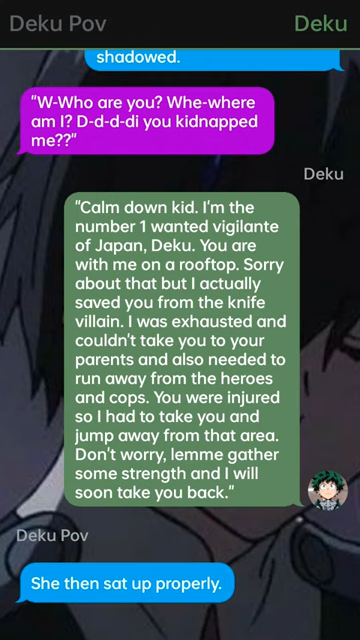 Deku Pov
Deku
shadowed.
"W-Who are you? Whe-where
am I? D-d-d-di you kidnapped
me??"
Deku
"Calm down kid. I'm the
number 1 wanted vigilante
of Japan, Deku. You are
with me on a rooftop. Sorry
about that but I actually
saved you from the knife
villain. I was exhausted and
couldn't take you to your
parents and also needed to
run away from the heroes
and cops. You were injured
so I had to take you and
jump away from that area.
Don't worry, lemme gather
some strength and I will
soon take you back."
Deku Pov
She then sat up properly.